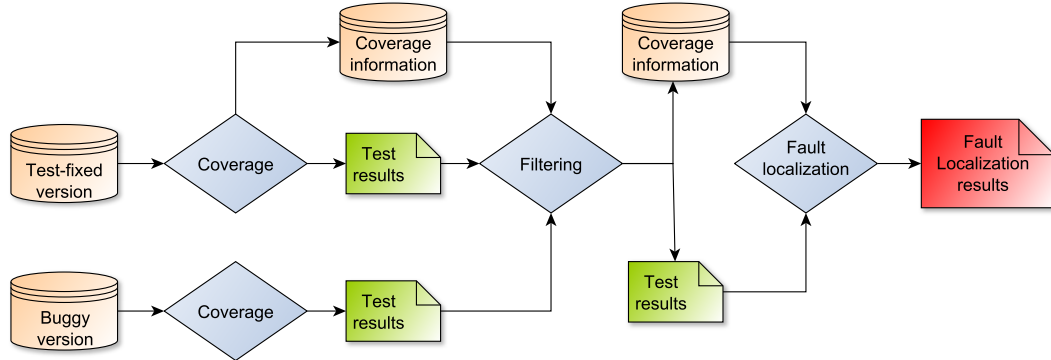 Coverage
information
Coverage
information
Test-fixed
version
Coverage
Test
results
Filtering
Fault
localization
Fault
Localization
results
Buggy
version
Coverage
Test
results
Test
results